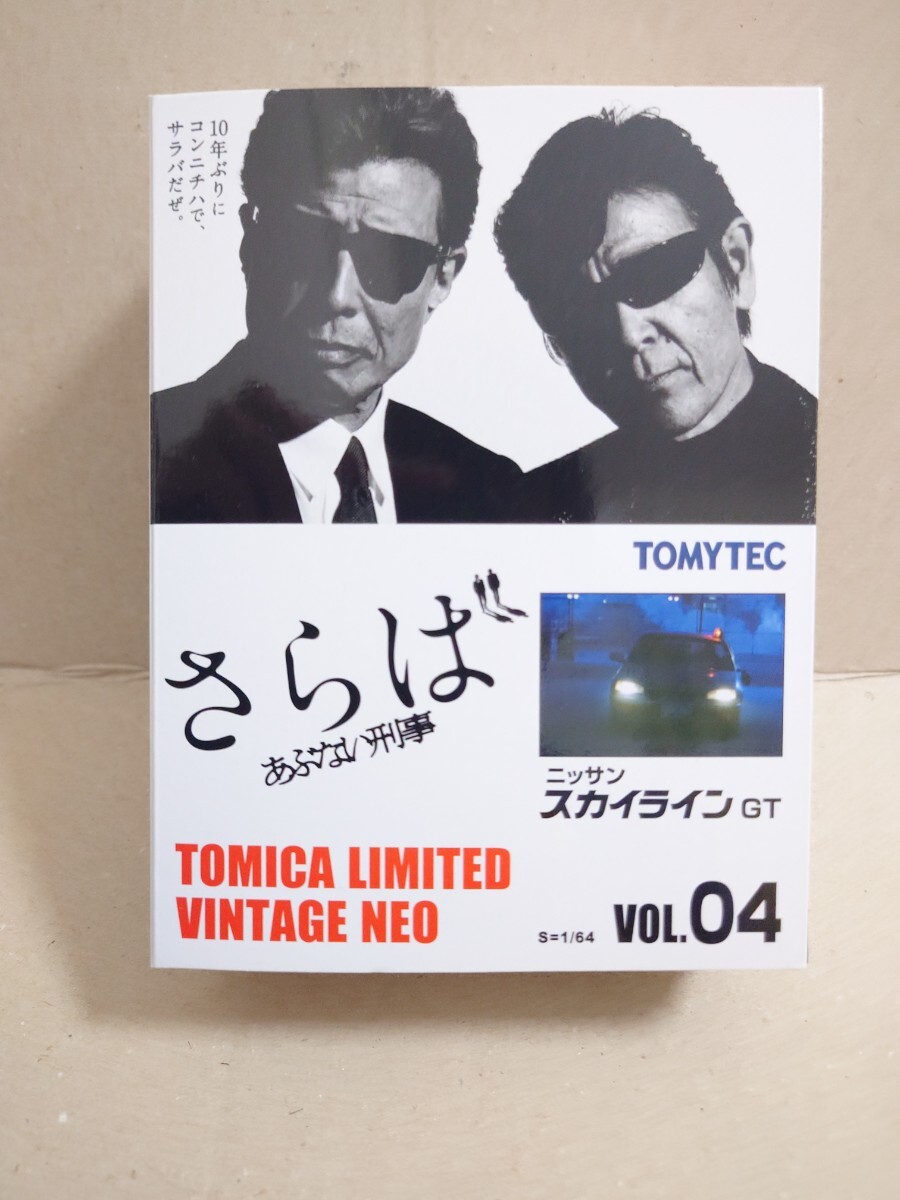 10年ぶりに
コンニチハで、
サラバだぜ。
TOMYTEC
さらば
あぶない刑事
ニッサン
スカイライン GT
TOMICA LIMITED
VINTAGE NEO
S=1/64
VOL.04